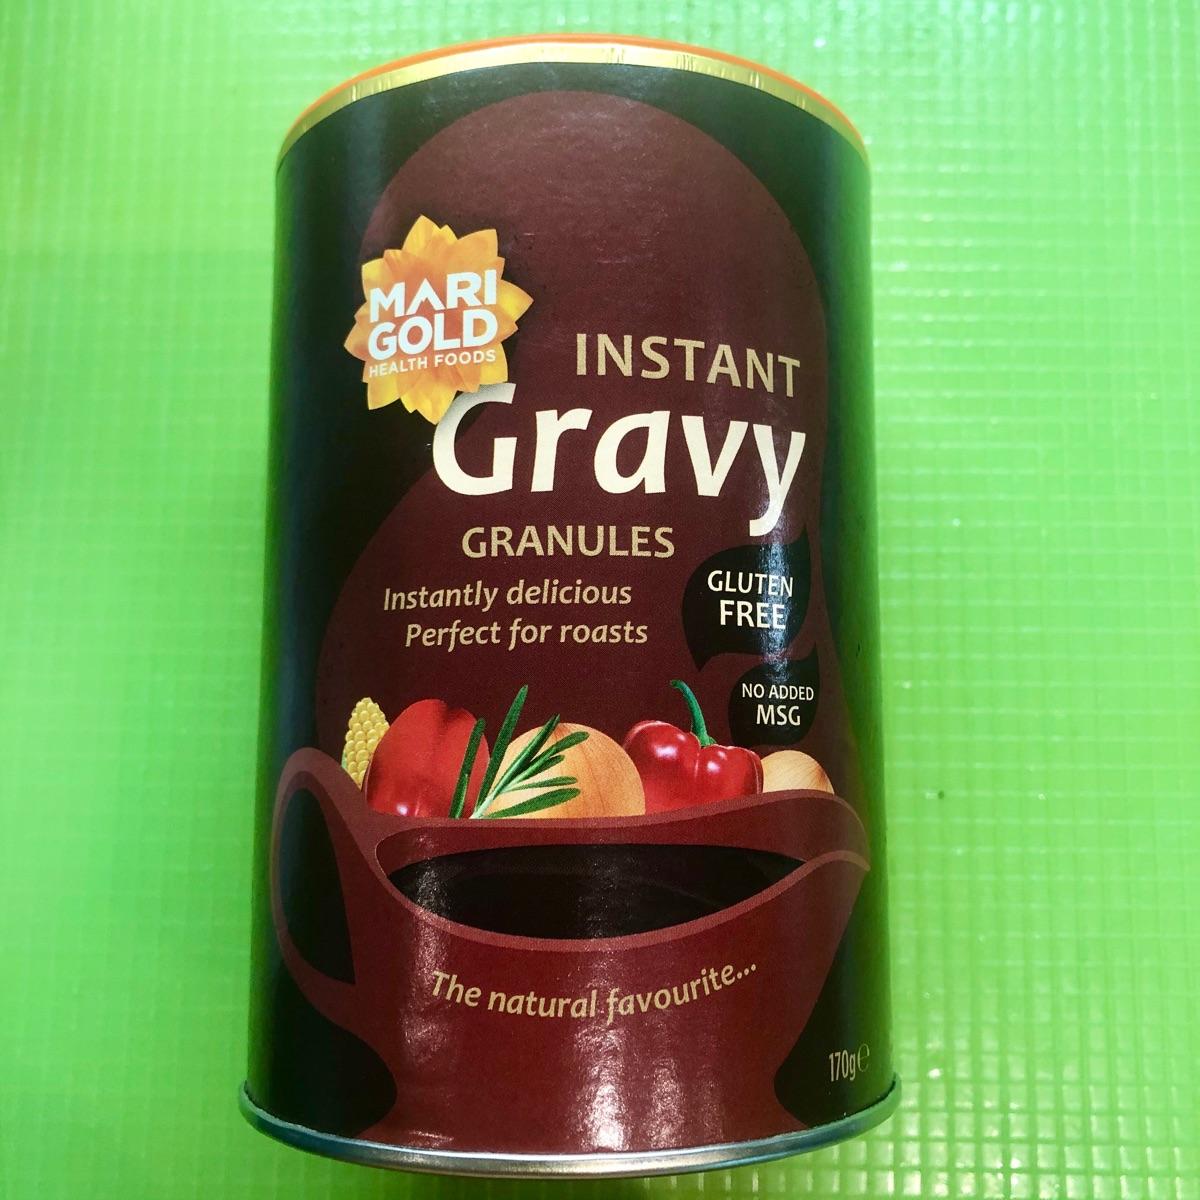 MARI
GOLD
HEALTH FOODS
INSTANT
Gravy
GRANULES
Instantly delicious
Perfect for roasts
GLUTEN
FREE
NO ADDED
MSG
The natural favourite...
170g℮